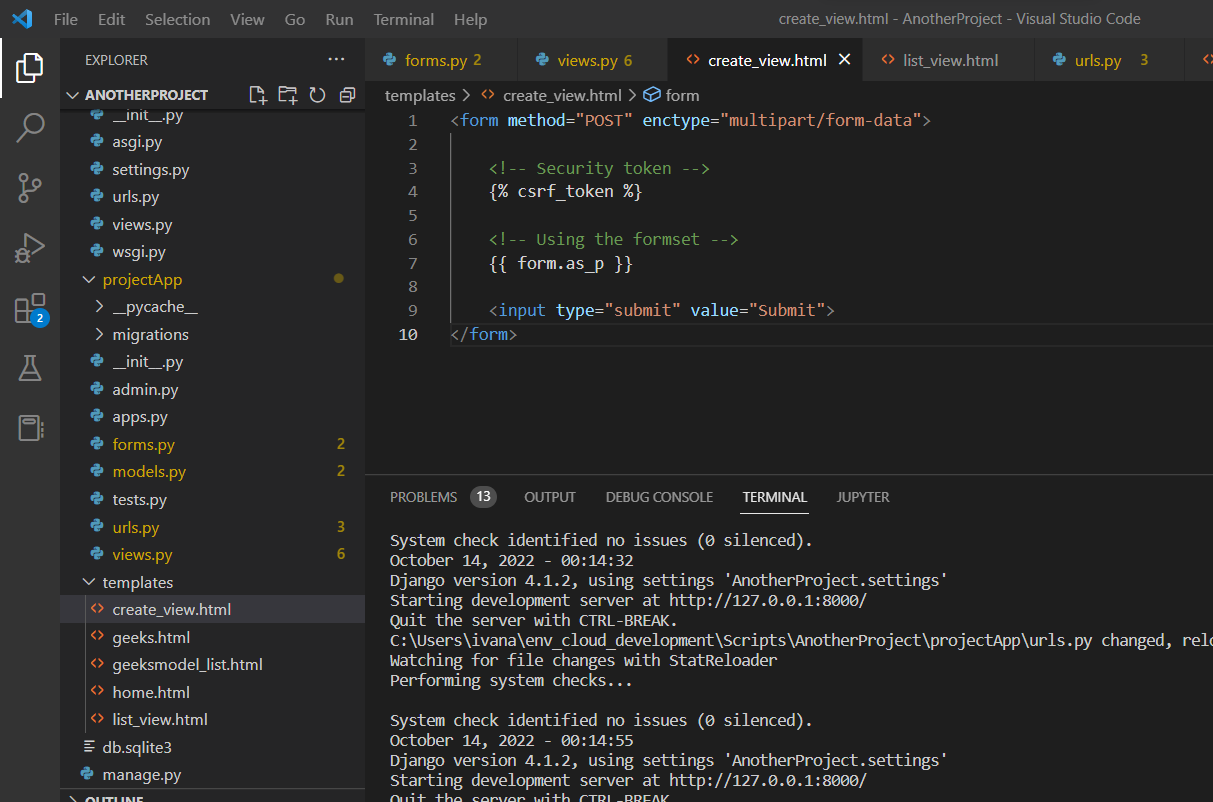 File Edit Selection View Go Run Terminal Help create_view.html - AnotherProject - Visual Studio Code
EXPLORER ...
ANOTHERPROJECT
__init__.py
asgi.py
settings.py
urls.py
views.py
wsgi.py
projectApp
__pycache__
migrations
__init__.py
admin.py
apps.py
forms.py 2
models.py 2
tests.py
urls.py 3
views.py 6
templates
create_view.html
geeks.html
geeksmodel_list.html
home.html
list_view.html
db.sqlite3
manage.py
OUTLINE
2
forms.py 2 views.py 6 create_view.html list_view.html urls.py 3
templates > create_view.html > form
1 <form method="POST" enctype="multipart/form-data">
2
3 <!-- Security token -->
4 {% csrf_token %}
5
6 <!-- Using the formset -->
7 {{ form.as_p }}
8
9 <input type="submit" value="Submit">
10 </form>
PROBLEMS 13 OUTPUT DEBUG CONSOLE TERMINAL JUPYTER
System check identified no issues (0 silenced).
October 14, 2022 - 00:14:32
Django version 4.1.2, using settings 'AnotherProject.settings'
Starting development server at http://127.0.0.1:8000/
Quit the server with CTRL-BREAK.
C:\Users\ivana\env_cloud_development\Scripts\AnotherProject\projectApp\urls.py changed, relo
Watching for file changes with StatReloader
Performing system checks...
System check identified no issues (0 silenced).
October 14, 2022 - 00:14:55
Django version 4.1.2, using settings 'AnotherProject.settings'
Starting development server at http://127.0.0.1:8000/
Quit the server with CTRL-BREAK.